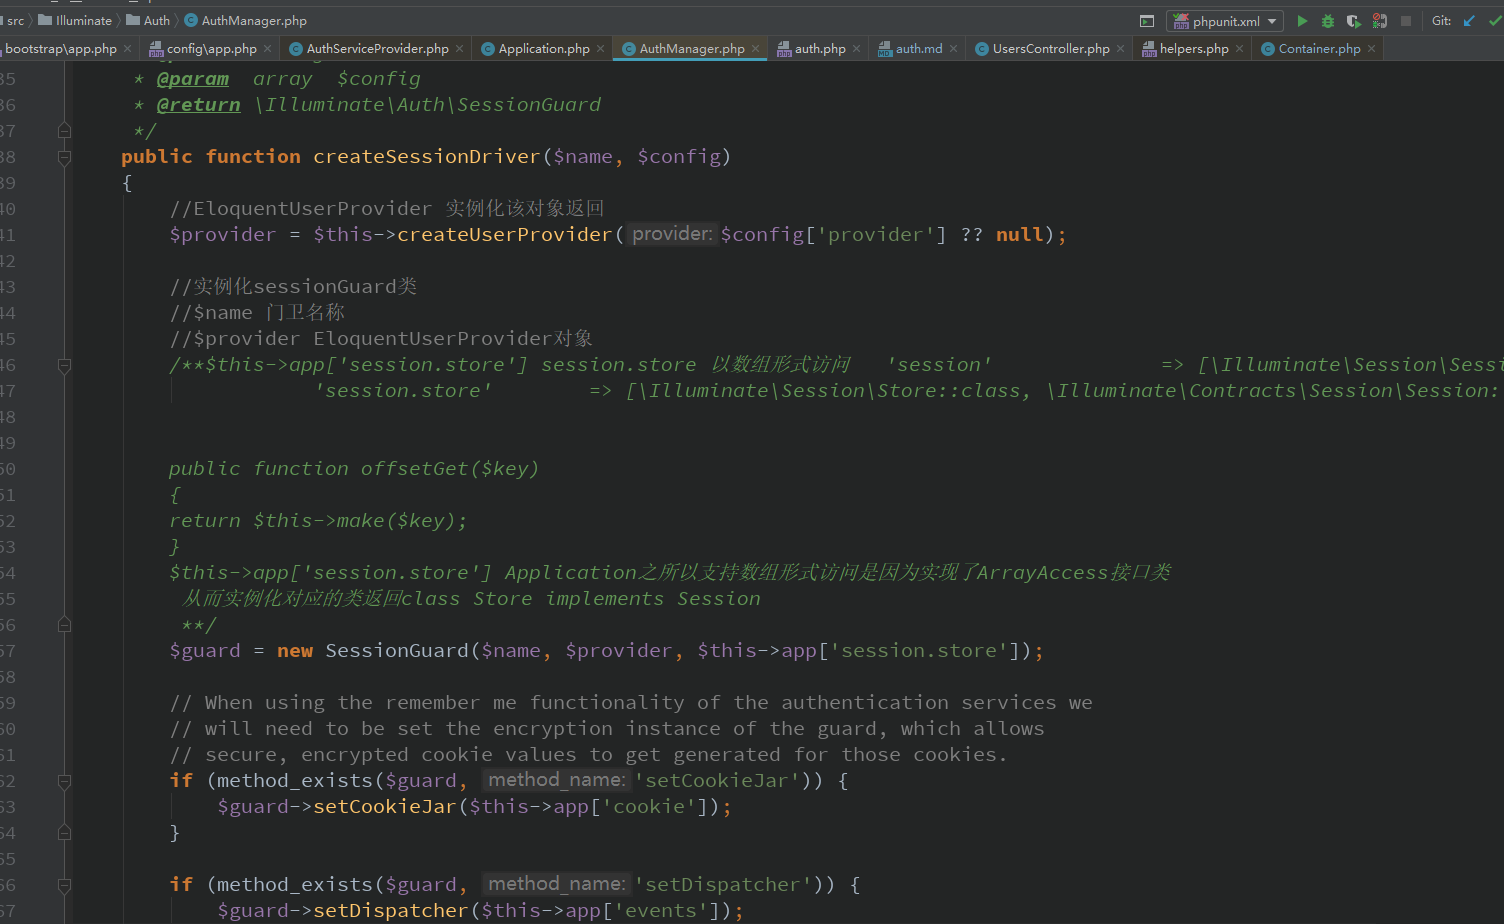 src Illuminate Auth AuthManager.php phpunit.xml Git:
bootstrap\app.php config\app.php AuthServiceProvider.php Application.php AuthManager.php auth.php auth.md UsersController.php helpers.php Container.php
35 * @param array $config
36 * @return \Illuminate\Auth\SessionGuard
37 */
38 public function createSessionDriver($name, $config)
39 {
40 //EloquentUserProvider 实例化该对象返回
41 $provider = $this->createUserProvider( provider: $config['provider'] ?? null);
42
43 //实例化sessionGuard类
44 //$name 门卫名称
45 //$provider EloquentUserProvider对象
46 /**$this->app['session.store'] session.store 以数组形式访问 'session' => [\Illuminate\Session\Sessi
47 'session.store' => [\Illuminate\Session\Store::class, \Illuminate\Contracts\Session\Session:
48
49
50 public function offsetGet($key)
51 {
52 return $this->make($key);
53 }
54 $this->app['session.store'] Application之所以支持数组形式访问是因为实现了ArrayAccess接口类
55 从而实例化对应的类返回class Store implements Session
56 **/
57 $guard = new SessionGuard($name, $provider, $this->app['session.store']);
58
59 // When using the remember me functionality of the authentication services we
60 // will need to be set the encryption instance of the guard, which allows
61 // secure, encrypted cookie values to get generated for those cookies.
62 if (method_exists($guard, method_name: 'setCookieJar')) {
63 $guard->setCookieJar($this->app['cookie']);
64 }
65
66 if (method_exists($guard, method_name: 'setDispatcher')) {
67 $guard->setDispatcher($this->app['events']);